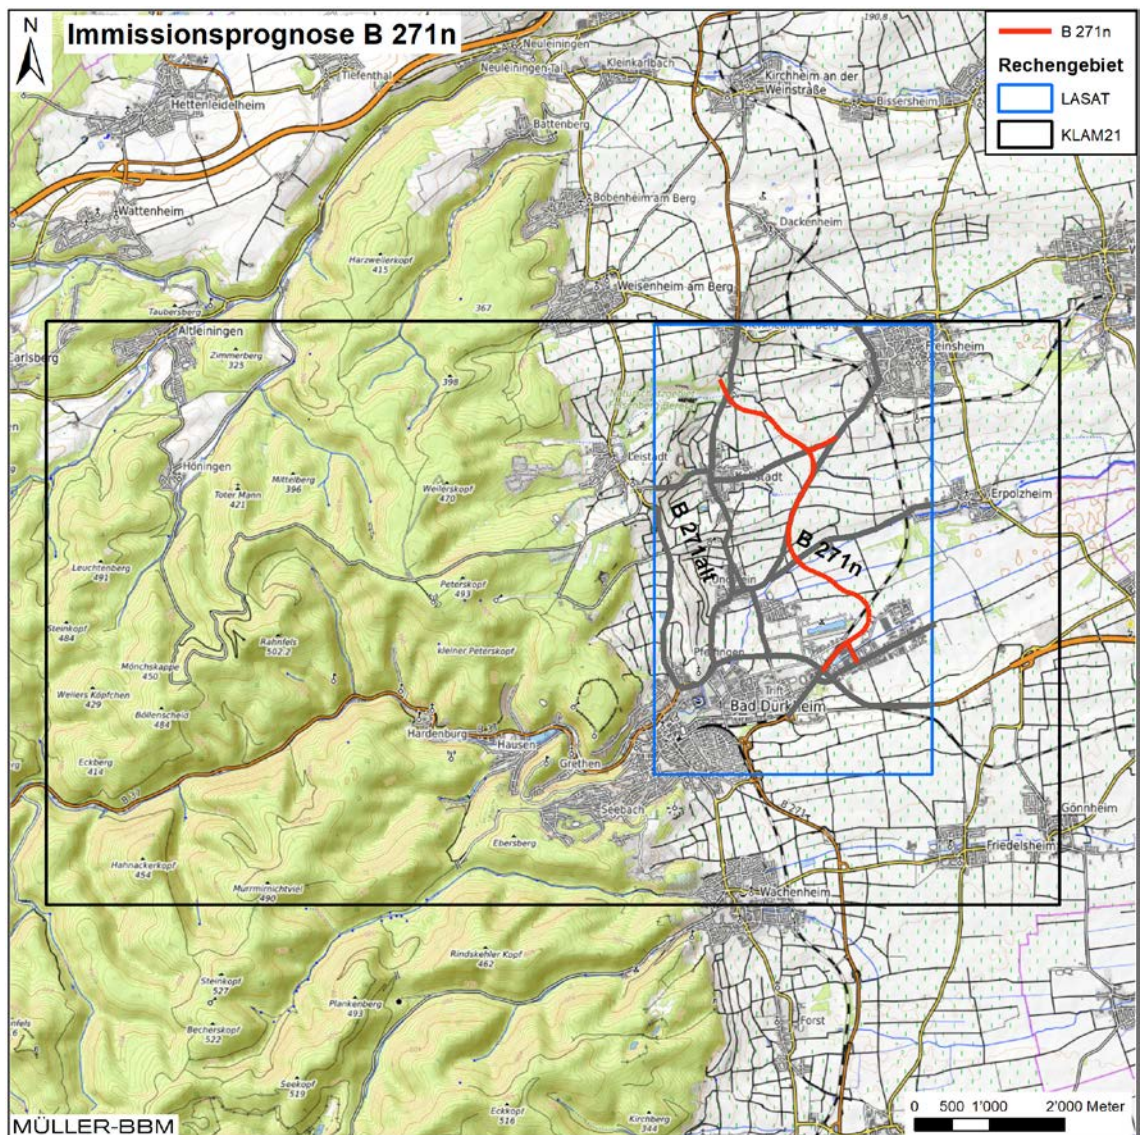 N
Immissionsprognose B 271n
B 271n
Rechengebiet
LASAT
KLAM21
190.8
Neuleiningen
Neuleiningen-Tal
Kleinkarlbach
Tiefenthal
Kirchheim an der
Weinstraße
Bissersheim
Hettenleidelheim
Battenberg
Wattenheim
Bobenheim am Berg
Dackenheim
Harzweilerkopf
415
Weisenheim am Berg
367
Taubersberg
Altleiningen
Carlsberg
Zimmerberg
325
Freinsheim
398
Höningen
Mittelberg
396
Toter Mann
421
Weilerskopf
470
Leistadt
Erpolzheim
B 271alt
B 271n
Leuchtenberg
491
Peterskopf
493
Steinkopf
484
Rahnfels
502.2
kleiner Peterskopf
Mönchskappe
450
Pfeffingen
Weilers Köpfchen
429
Böllenscheid
484
Trift
Bad Dürkheim
Hardenburg
Hausen
Eckberg
414
Grethen
B 37
Seebach
B 271
Gönnheim
Ebersberg
Friedelsheim
Hahnackerkopf
454
Murrmirnichtviel
490
Wachenheim
Rindskehler Kopf
462
Steinkopf
527
Plankenberg
493
Forst
Becherskopf
522
Seekopf
519
Eckkopf
516
Kirchberg
344
0 500 1'000 2'000 Meter
MÜLLER-BBM